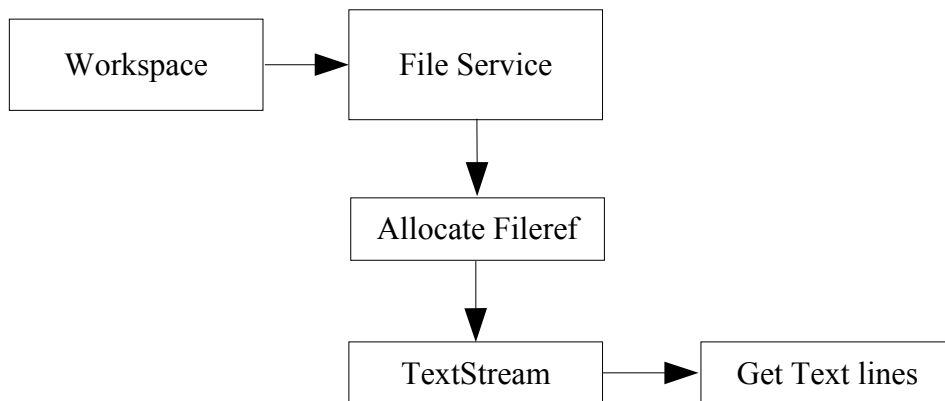 Workspace
File Service
Allocate Fileref
TextStream
Get Text lines